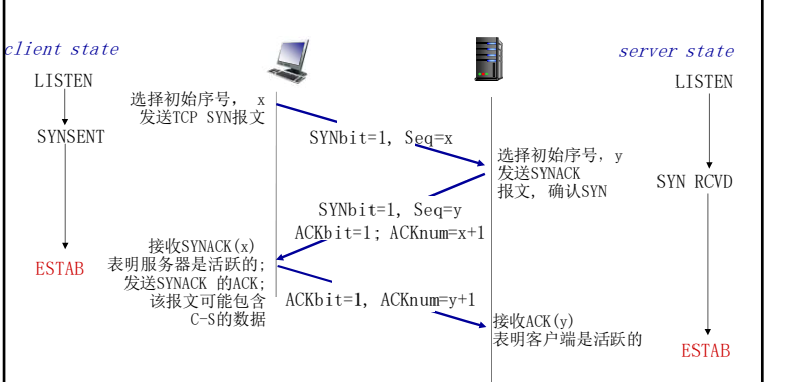 client state
server state
LISTEN
LISTEN
选择初始序号， x
发送TCP SYN报文
SYNSENT
SYNbit=1, Seq=x
选择初始序号, y
发送SYNACK
报文, 确认SYN
SYN RCVD
SYNbit=1, Seq=y
ACKbit=1; ACKnum=x+1
接收SYNACK(x)
表明服务器是活跃的;
发送SYNACK 的ACK;
该报文可能包含
C-S的数据
ESTAB
ACKbit=1, ACKnum=y+1
接收ACK(y)
表明客户端是活跃的
ESTAB